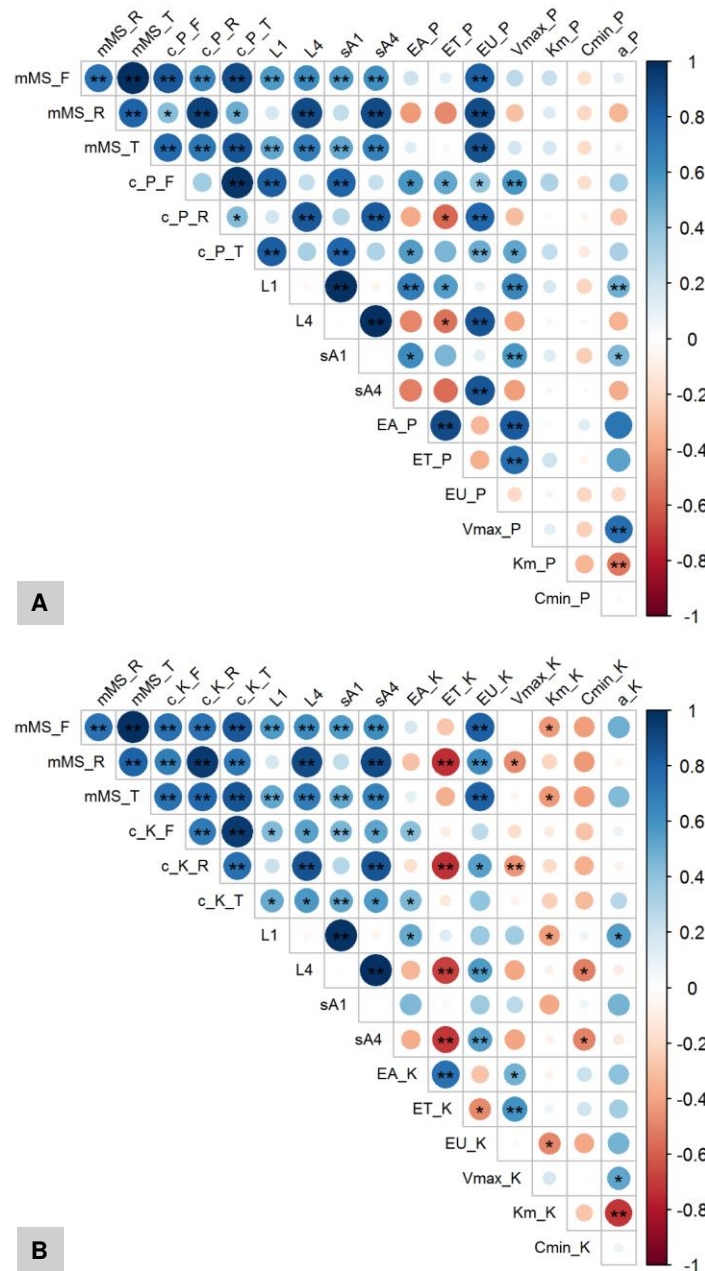 mMS_R mMS_T c_P_F c_P_R c_P_T L1 L4 sA1 sA4 EA_P ET_P EU_P Vmax_P Km_P Cmin_P a_P
mMS_F ** ** ** ** ** ** ** ** ** **
mMS_R ** * ** * ** ** **
mMS_T ** ** ** ** ** ** ** **
c_P_F ** ** ** * * * **
c_P_R * ** ** * **
c_P_T ** ** * ** *
L1 ** ** * ** **
L4 ** * **
sA1 * ** *
sA4 **
EA_P ** **
ET_P **
EU_P
Vmax_P **
Km_P **
Cmin_P
1
0.8
0.6
0.4
0.2
0
-0.2
-0.4
-0.6
-0.8
-1
A
mMS_R mMS_T c_K_F c_K_R c_K_T L1 L4 sA1 sA4 EA_K ET_K EU_K Vmax_K Km_K Cmin_K a_K
mMS_F ** ** ** ** ** ** ** ** ** ** *
mMS_R ** ** ** ** ** ** ** ** *
mMS_T ** ** ** ** ** ** ** ** *
c_K_F ** ** * * ** * *
c_K_R ** ** ** ** * **
c_K_T * * ** * *
L1 ** * * *
L4 ** ** ** *
sA1
sA4 ** ** *
EA_K ** *
ET_K * **
EU_K *
Vmax_K *
Km_K **
Cmin_K
1
0.8
0.6
0.4
0.2
0
-0.2
-0.4
-0.6
-0.8
-1
B